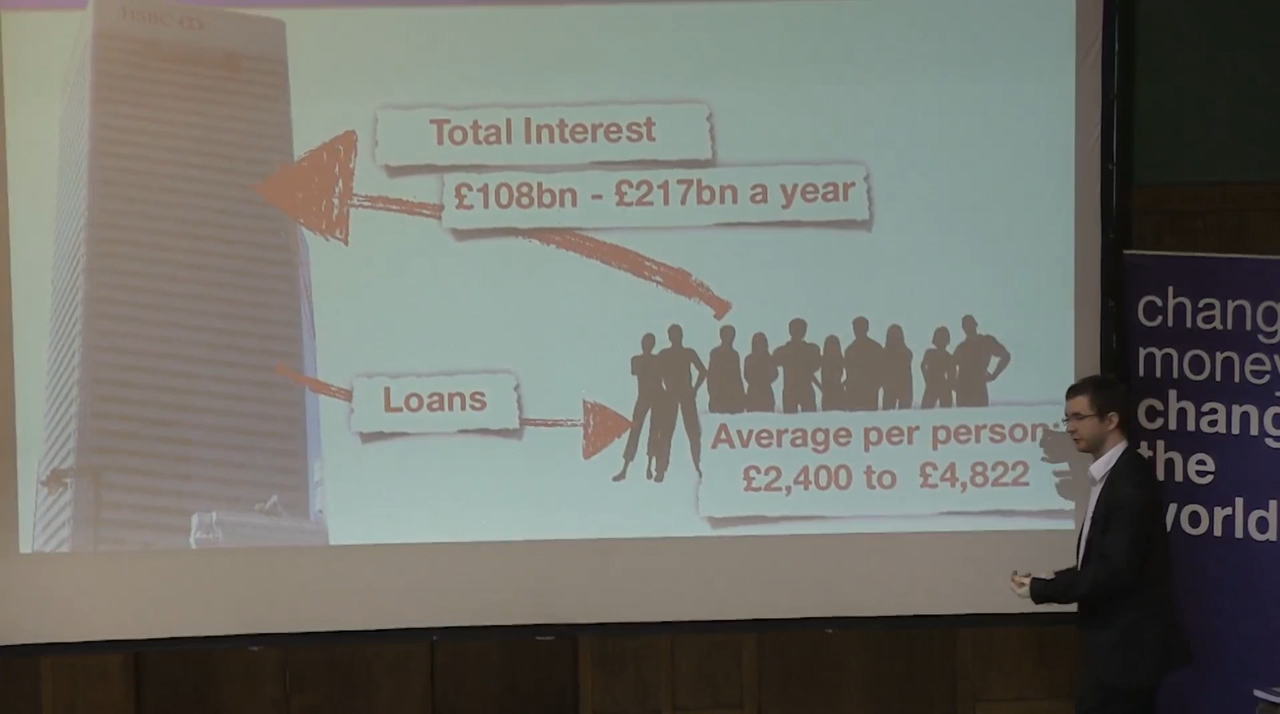 HSBC
Total Interest
£108bn - £217bn a year
Loans
Average per person:
£2,400 to £4,822
chang
money
chang
the
world